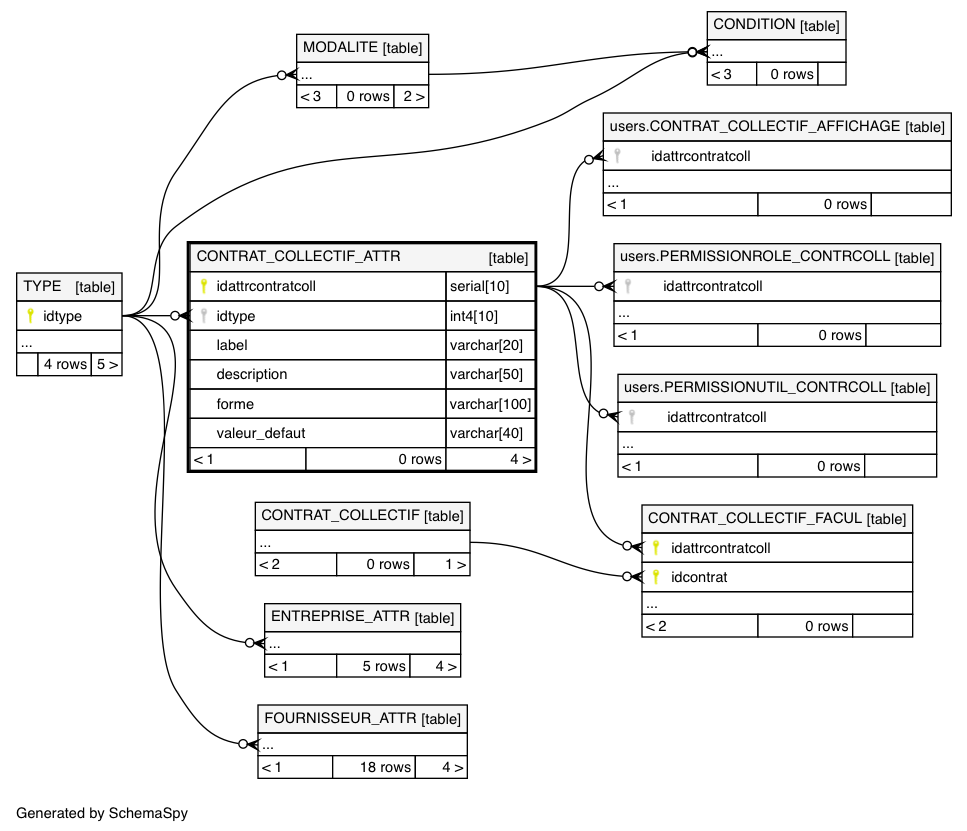 MODALITE [table]
...
< 3 0 rows 2 >
CONDITION [table]
...
< 3 0 rows
users.CONTRAT_COLLECTIF_AFFICHAGE [table]
idattrcontratcoll
...
< 1 0 rows
TYPE [table]
idtype
...
4 rows 5 >
CONTRAT_COLLECTIF_ATTR [table]
idattrcontratcoll serial[10]
idtype int4[10]
label varchar[20]
description varchar[50]
forme varchar[100]
valeur_defaut varchar[40]
< 1 0 rows 4 >
users.PERMISSIONROLE_CONTRCOLL [table]
idattrcontratcoll
...
< 1 0 rows
users.PERMISSIONUTIL_CONTRCOLL [table]
idattrcontratcoll
...
< 1 0 rows
CONTRAT_COLLECTIF [table]
...
< 2 0 rows 1 >
CONTRAT_COLLECTIF_FACUL [table]
idattrcontratcoll
idcontrat
...
< 2 0 rows
ENTREPRISE_ATTR [table]
...
< 1 5 rows 4 >
FOURNISSEUR_ATTR [table]
...
< 1 18 rows 4 >
Generated by SchemaSpy